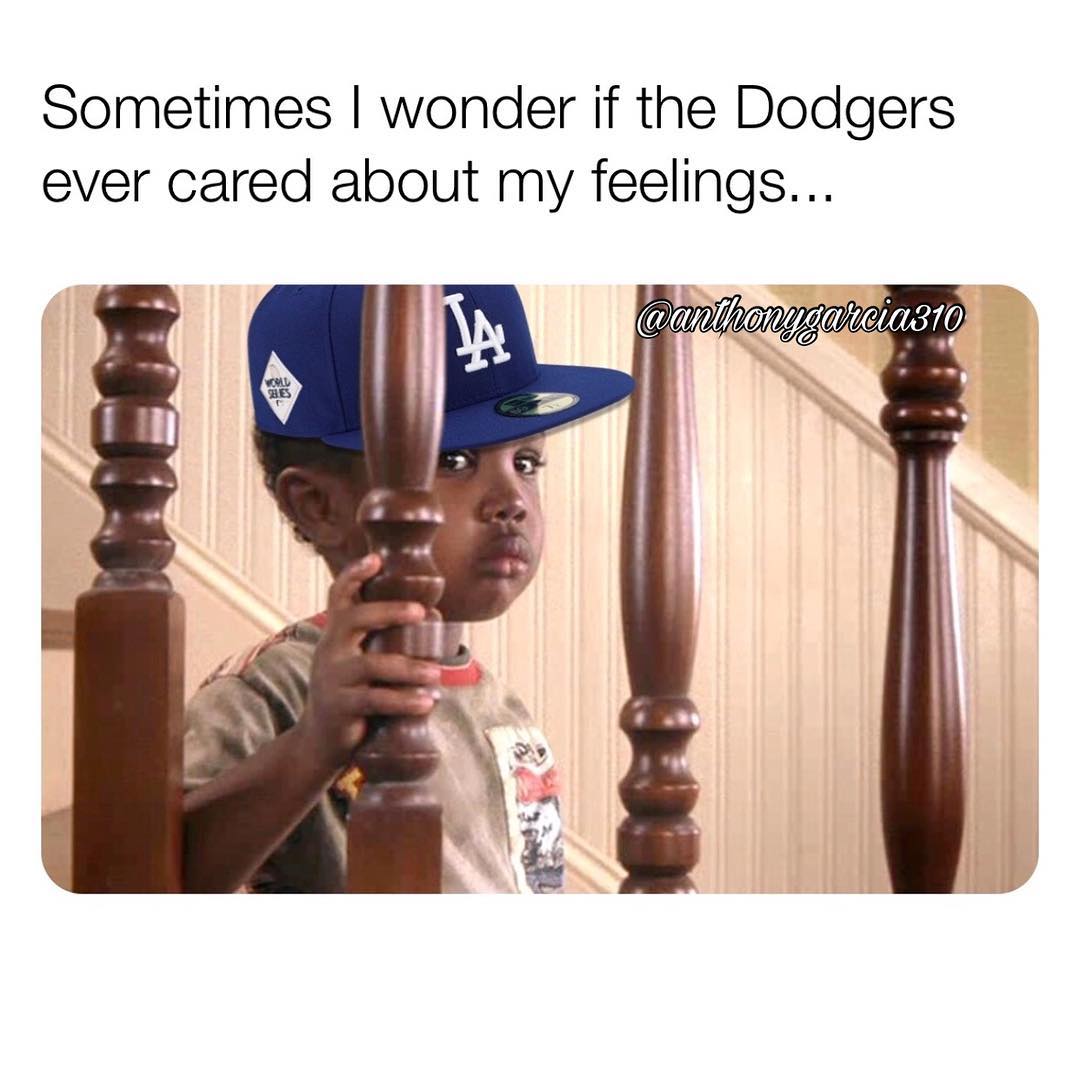 Sometimes I wonder if the Dodgers
ever cared about my feelings...
@anthonygarcia310
LA
WORLD
SERIES